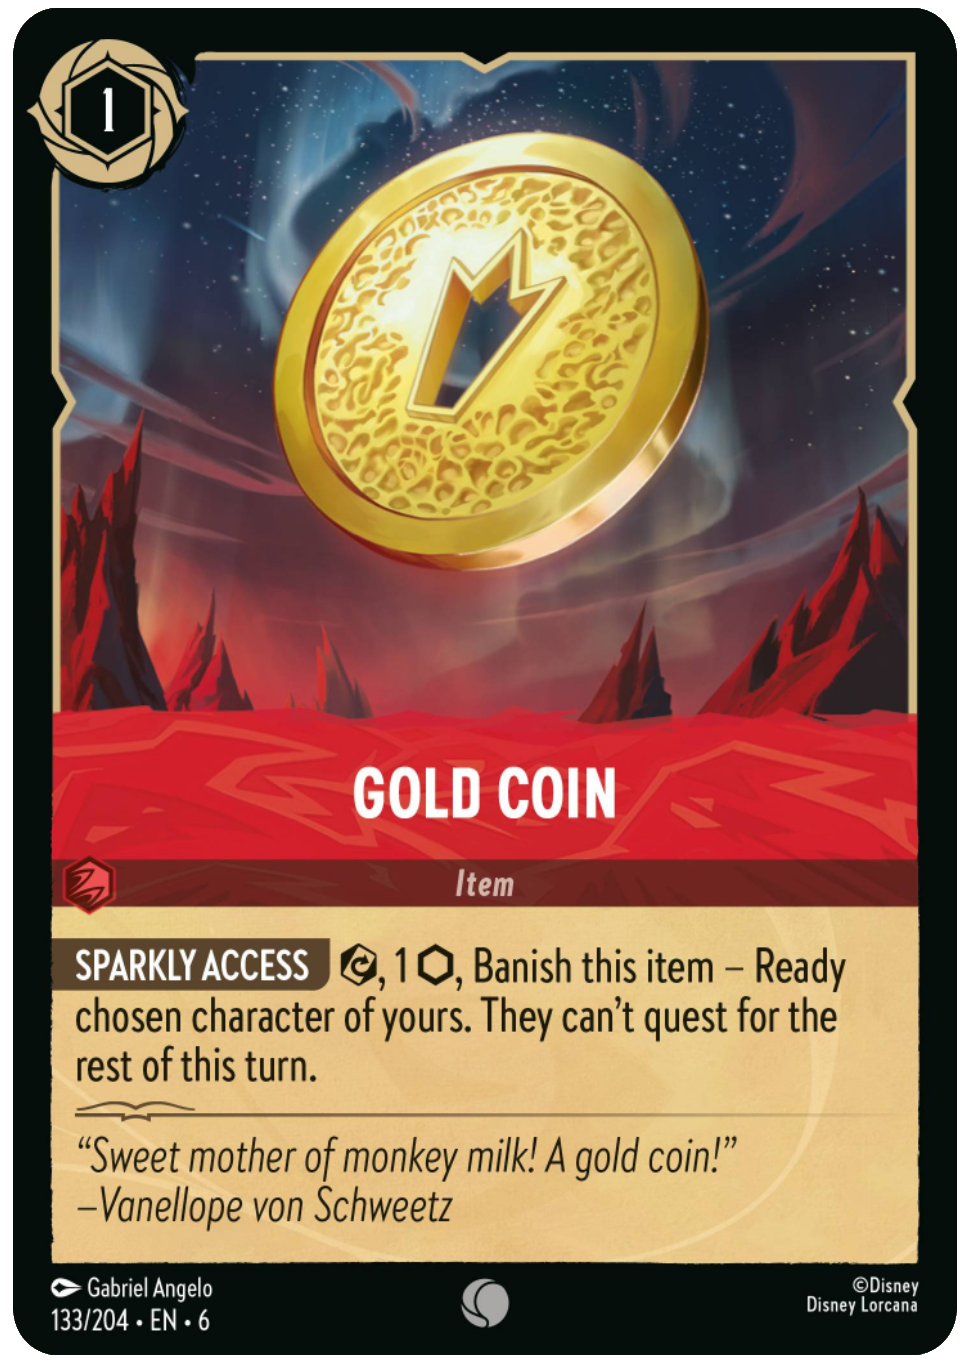 1
GOLD COIN
Item
SPARKLY ACCESS , 1 , Banish this item – Ready
chosen character of yours. They can’t quest for the
rest of this turn.
“Sweet mother of monkey milk! A gold coin!”
–Vanellope von Schweetz
Gabriel Angelo
133/204 • EN • 6
©Disney
Disney Lorcana